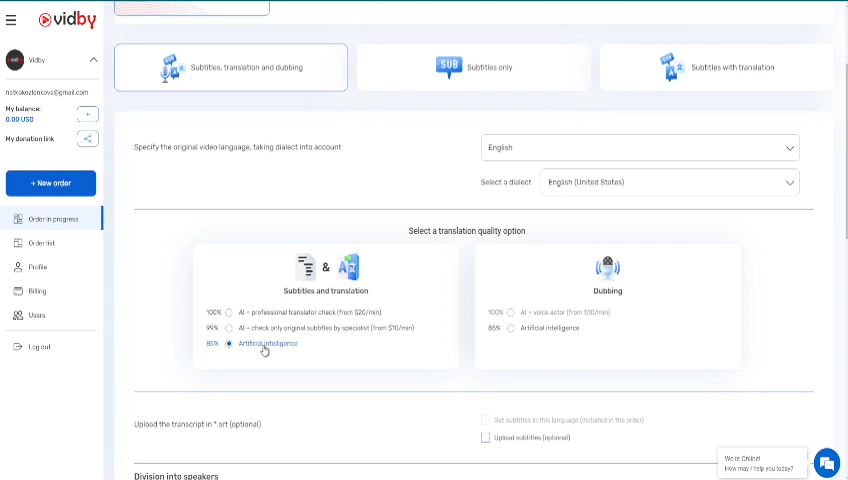 vidby
Vidby
natkakozlenkova@gmail.com
My balance:
0.00 USD
+
My donation link
+ New order
Order in progress
Order list
Profile
Billing
Users
Log out
Subtitles, translation and dubbing
SUB
Subtitles only
Subtitles with translation
Specify the original video language, taking dialect into account
English
Select a dialect
English (United States)
Select a translation quality option
&
Subtitles and translation
100% AI + professional translator check (from $20/min)
99% AI + check only original subtitles by specialist (from $10/min)
85% Artificial intelligence
Dubbing
100% AI + voice actor (from $10/min)
85% Artificial intelligence
Upload the transcript in *.srt (optional)
Get subtitles in this language (included in the order)
Upload subtitles (optional)
Division into speakers
We're Online!
How may I help you today?